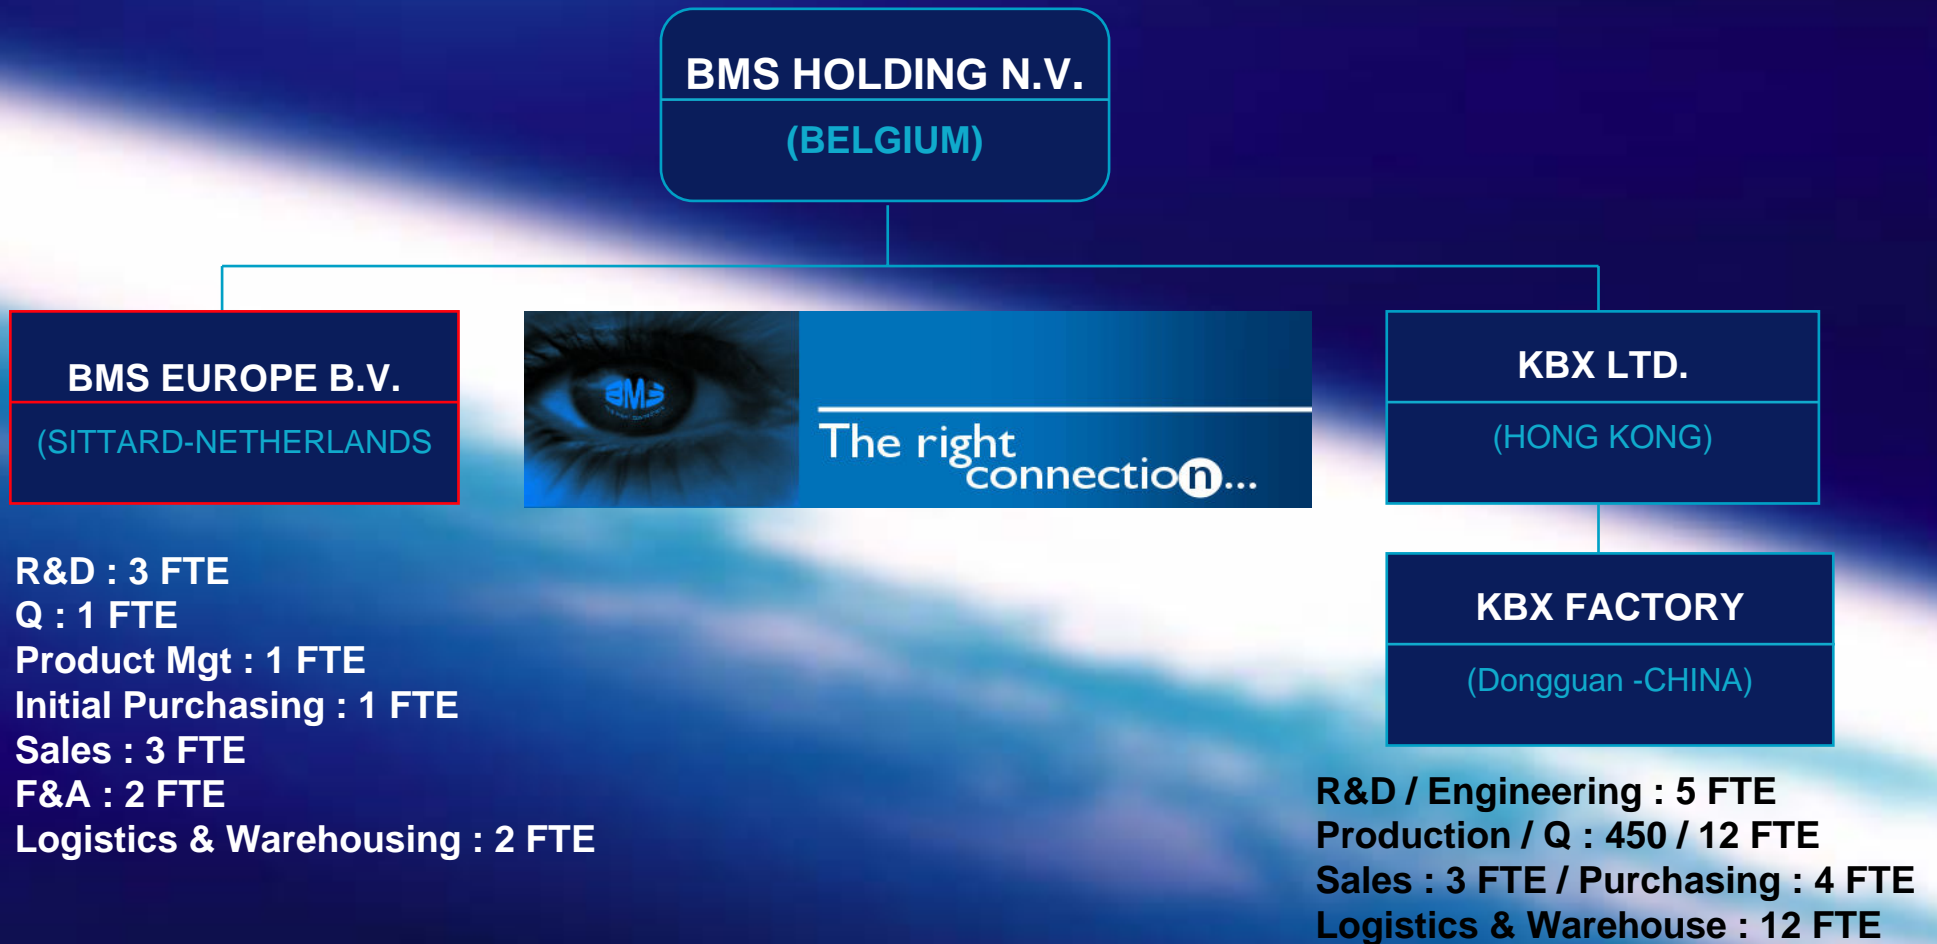 BMS HOLDING N.V.
(BELGIUM)
BMS EUROPE B.V.
(SITTARD-NETHERLANDS
BMS
The right
connection...
KBX LTD.
(HONG KONG)
KBX FACTORY
(Dongguan -CHINA)
R&D : 3 FTE
Q : 1 FTE
Product Mgt : 1 FTE
Initial Purchasing : 1 FTE
Sales : 3 FTE
F&A : 2 FTE
Logistics & Warehousing : 2 FTE
R&D / Engineering : 5 FTE
Production / Q : 450 / 12 FTE
Sales : 3 FTE / Purchasing : 4 FTE
Logistics & Warehouse : 12 FTE